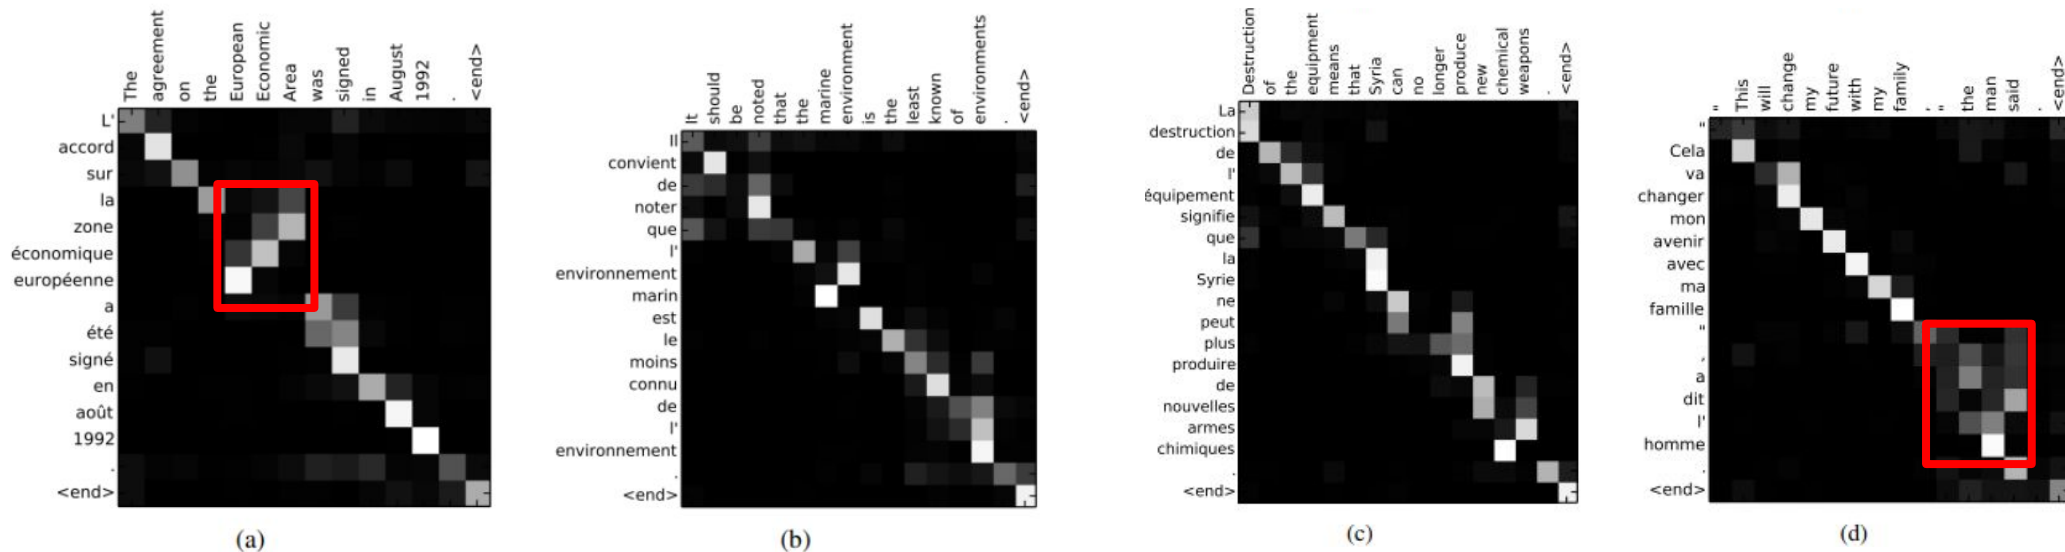 The agreement on the European Economic Area was signed in August 1992 . <end>
L'
accord
sur
la
zone
économique
européenne
a
été
signé
en
août
1992
.
<end>
(a)
It should be noted that the marine environment is the least known of environments . <end>
Il
convient
de
noter
que
l'
environnement
marin
est
le
moins
connu
de
l'
environnement
.
<end>
(b)
Destruction of the equipment means that Syria can no longer produce new chemical weapons . <end>
La
destruction
de
l'
équipement
signifie
que
la
Syrie
ne
peut
plus
produire
de
nouvelles
armes
chimiques
.
<end>
(c)
" This will change my future with my family , " the man said . <end>
"
Cela
va
changer
mon
avenir
avec
ma
famille
"
,
a
dit
l'
homme
.
<end>
(d)